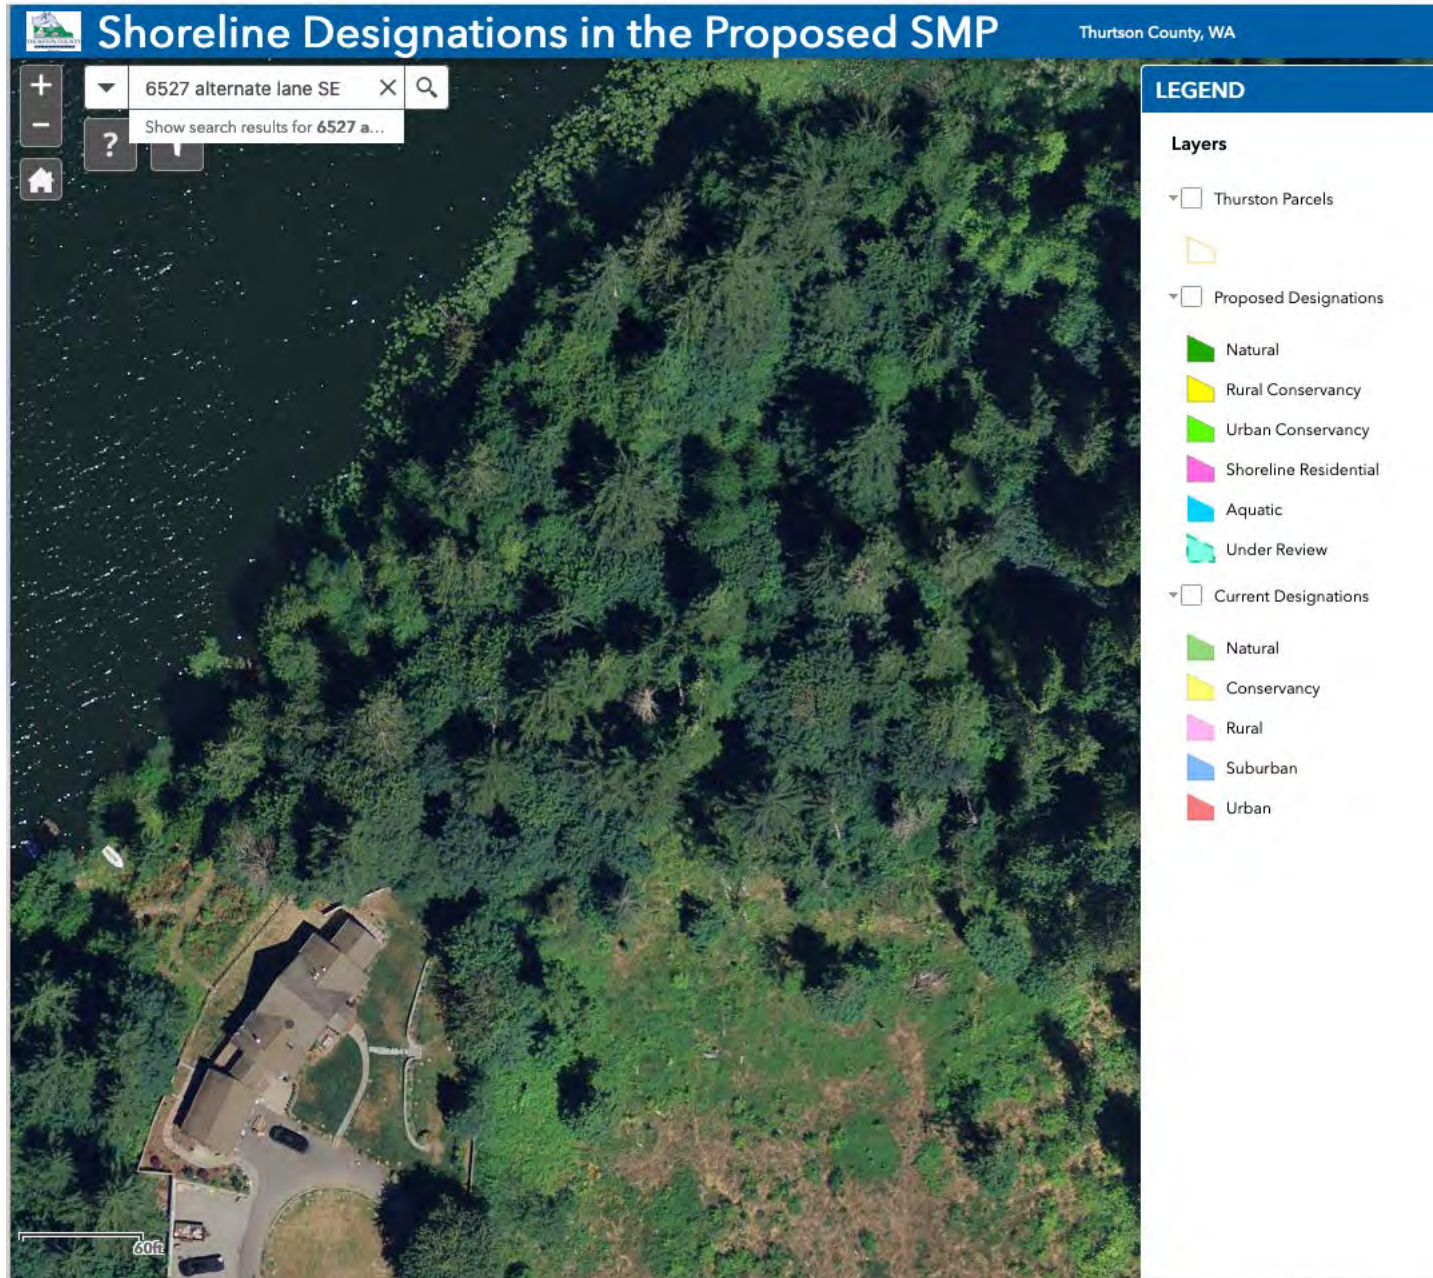 Shoreline Designations in the Proposed SMP
Thurtson County, WA
+
6527 alternate lane SE
−
Show search results for 6527 a...
?
LEGEND
Layers
Thurston Parcels
Proposed Designations
Natural
Rural Conservancy
Urban Conservancy
Shoreline Residential
Aquatic
Under Review
Current Designations
Natural
Conservancy
Rural
Suburban
Urban
60ft